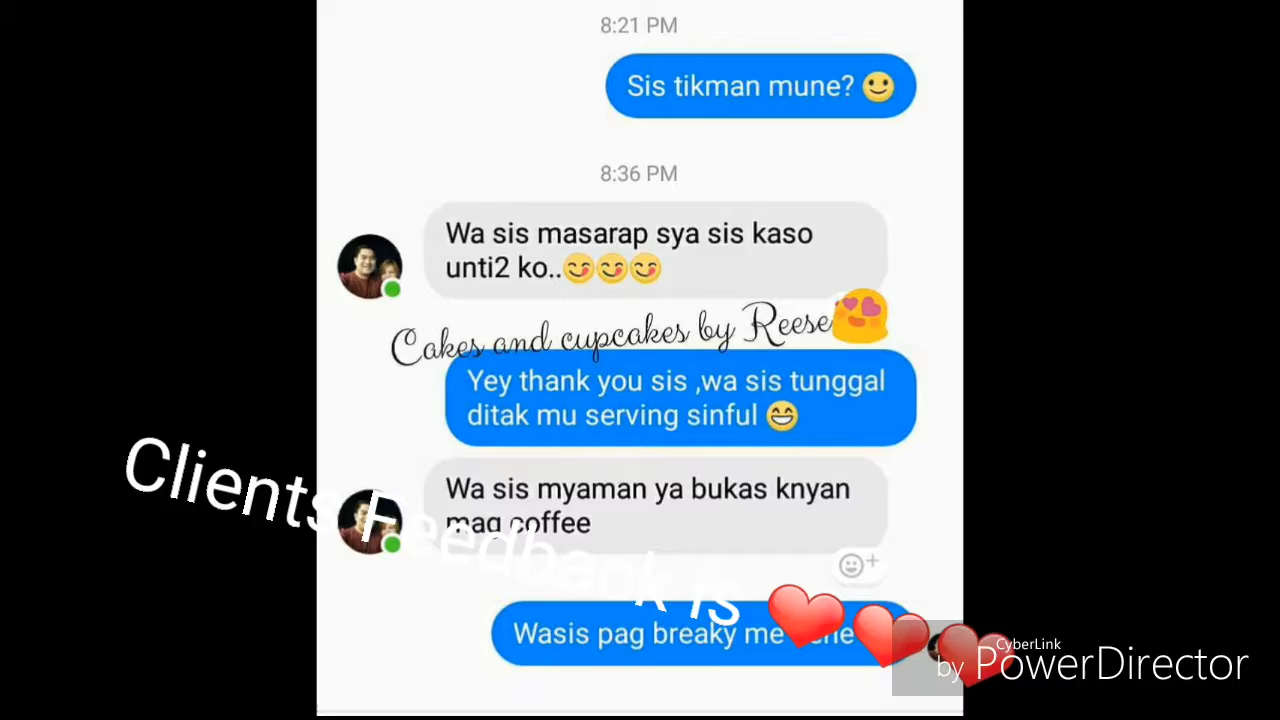 8:21 PM
Sis tikman mune?
8:36 PM
Wa sis masarap sya sis kaso
unti2 ko..
Cakes and cupcakes by Reese
Yey thank you sis ,wa sis tunggal
ditak mu serving sinful
Wa sis myaman ya bukas knyan
mag coffee
Clients Feedback is
Wasis pag breaky me
CyberLink
by PowerDirector